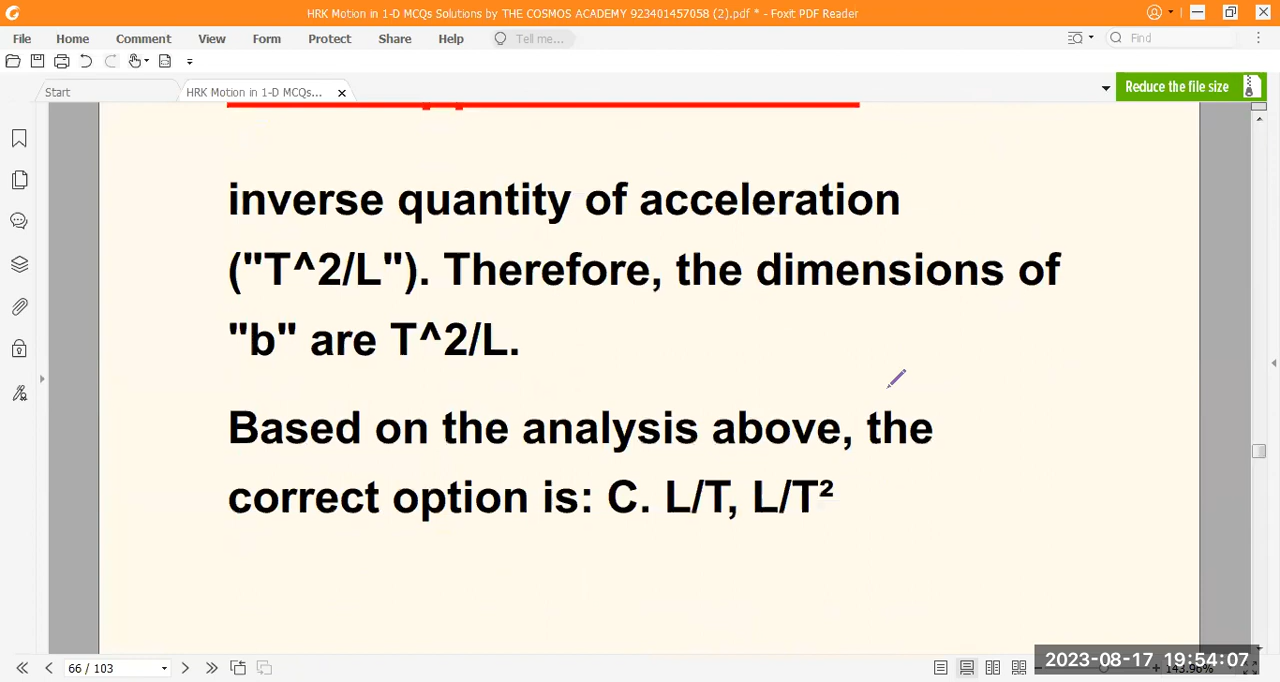 HRK Motion in 1-D MCQs Solutions by THE COSMOS ACADEMY 923401457058 (2).pdf * - Foxit PDF Reader
File Home Comment View Form Protect Share Help Tell me... Find
Start HRK Motion in 1-D MCQs... Reduce the file size
inverse quantity of acceleration
("T^2/L"). Therefore, the dimensions of
"b" are T^2/L.
Based on the analysis above, the
correct option is: C. L/T, L/T²
66 / 103 143.96%
2023-08-17 19:54:07